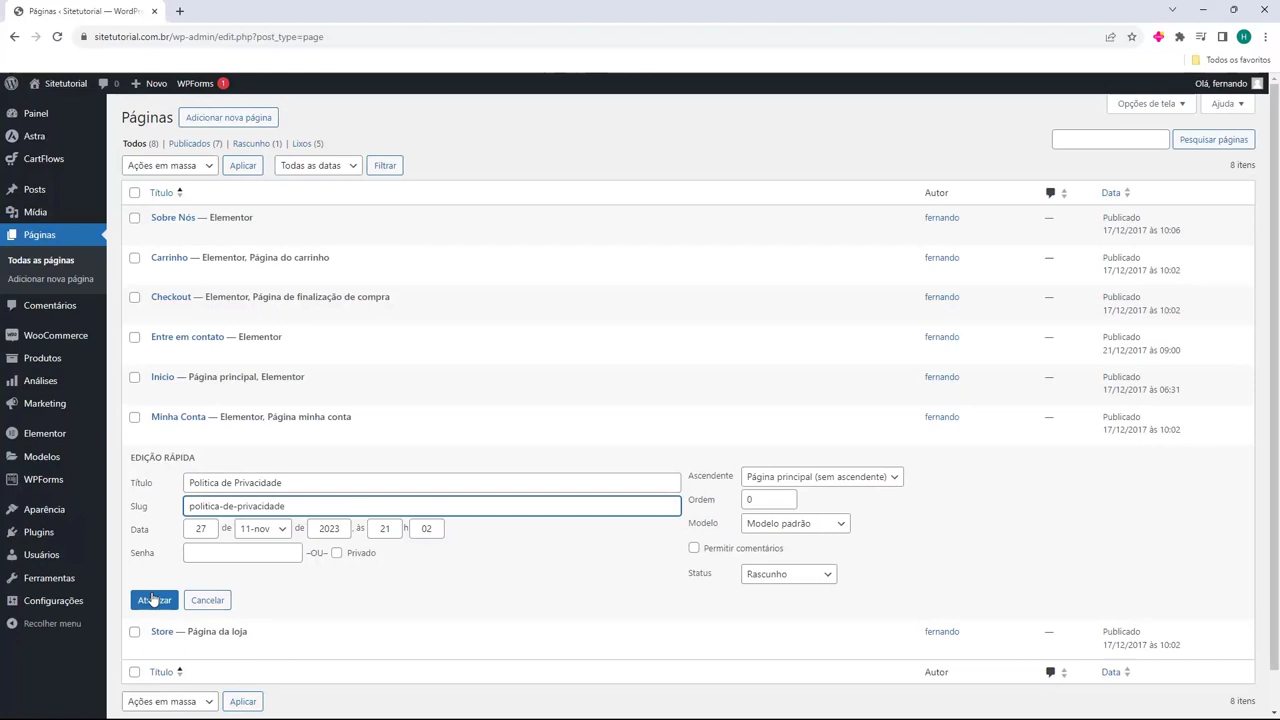 Páginas ‹ Sitetutorial — WordPr
sitetutorial.com.br/wp-admin/edit.php?post_type=page
H
Todos os favoritos
Sitetutorial 0 Novo WPForms 1 Olá, fernando
Painel
Astra
CartFlows
Posts
Mídia
Páginas
Todas as páginas
Adicionar nova página
Comentários
WooCommerce
Produtos
Análises
Marketing
Elementor
Modelos
WPForms
Aparência
Plugins
Usuários
Ferramentas
Configurações
Recolher menu
Opções de tela Ajuda
Páginas Adicionar nova página
Todos (8) | Publicados (7) | Rascunho (1) | Lixos (5)
Pesquisar páginas
Ações em massa Aplicar Todas as datas Filtrar 8 itens
Título Autor Data
Sobre Nós — Elementor fernando — Publicado
17/12/2017 às 10:06
Carrinho — Elementor, Página do carrinho fernando — Publicado
17/12/2017 às 10:02
Checkout — Elementor, Página de finalização de compra fernando — Publicado
17/12/2017 às 10:02
Entre em contato — Elementor fernando — Publicado
21/12/2017 às 09:00
Inicio — Página principal, Elementor fernando — Publicado
17/12/2017 às 06:31
Minha Conta — Elementor, Página minha conta fernando — Publicado
17/12/2017 às 10:02
EDIÇÃO RÁPIDA
Título Politica de Privacidade
Slug politica-de-privacidade
Data 27 de 11-nov de 2023, às 21 h 02
Senha –OU– Privado
Ascendente Página principal (sem ascendente)
Ordem 0
Modelo Modelo padrão
Permitir comentários
Status Rascunho
Cancelar
Store — Página da loja fernando — Publicado
17/12/2017 às 10:02
Título Autor Data
Ações em massa Aplicar 8 itens